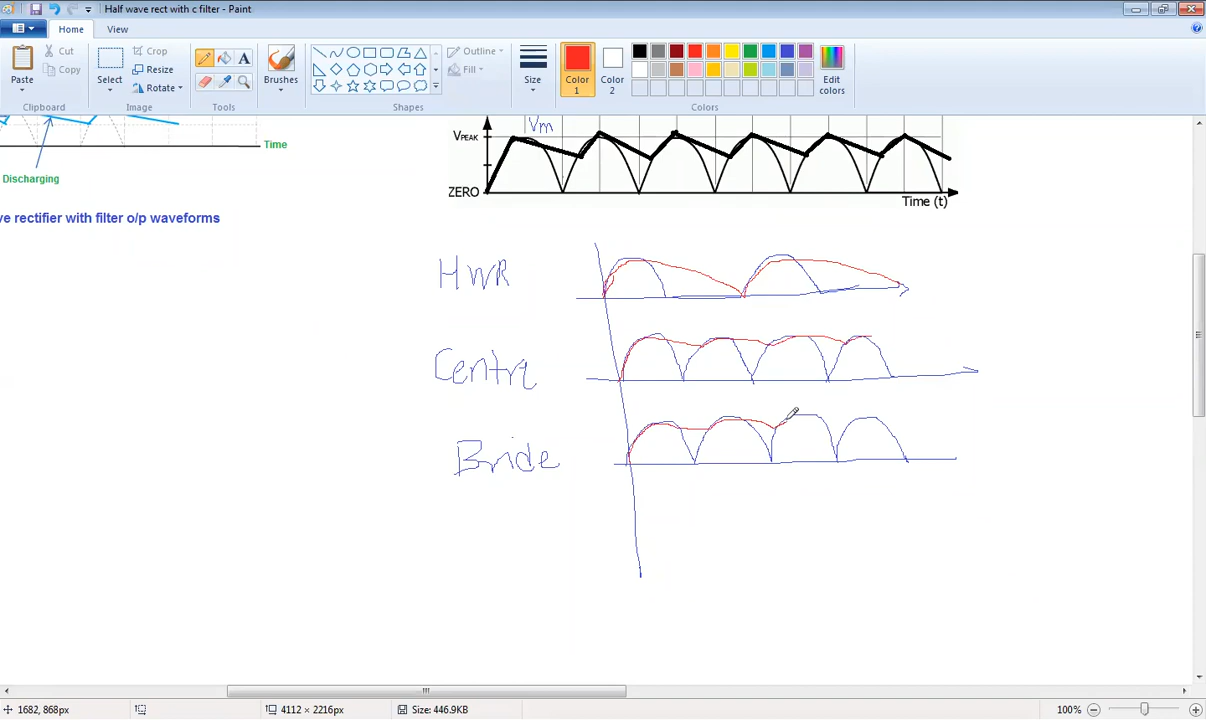 Half wave rect with c filter - Paint
Home View
Paste
Cut
Copy
Clipboard
Select
Crop
Resize
Rotate
Image
A
Tools
Brushes
Outline
Fill
Shapes
Size
Color 1
Color 2
Edit colors
Colors
Vm
VPEAK
ZERO
Time (t)
Time
Discharging
ve rectifier with filter o/p waveforms
HWR
Centre
Bride
1682, 868px
4112 × 2216px
Size: 446.9KB
100%